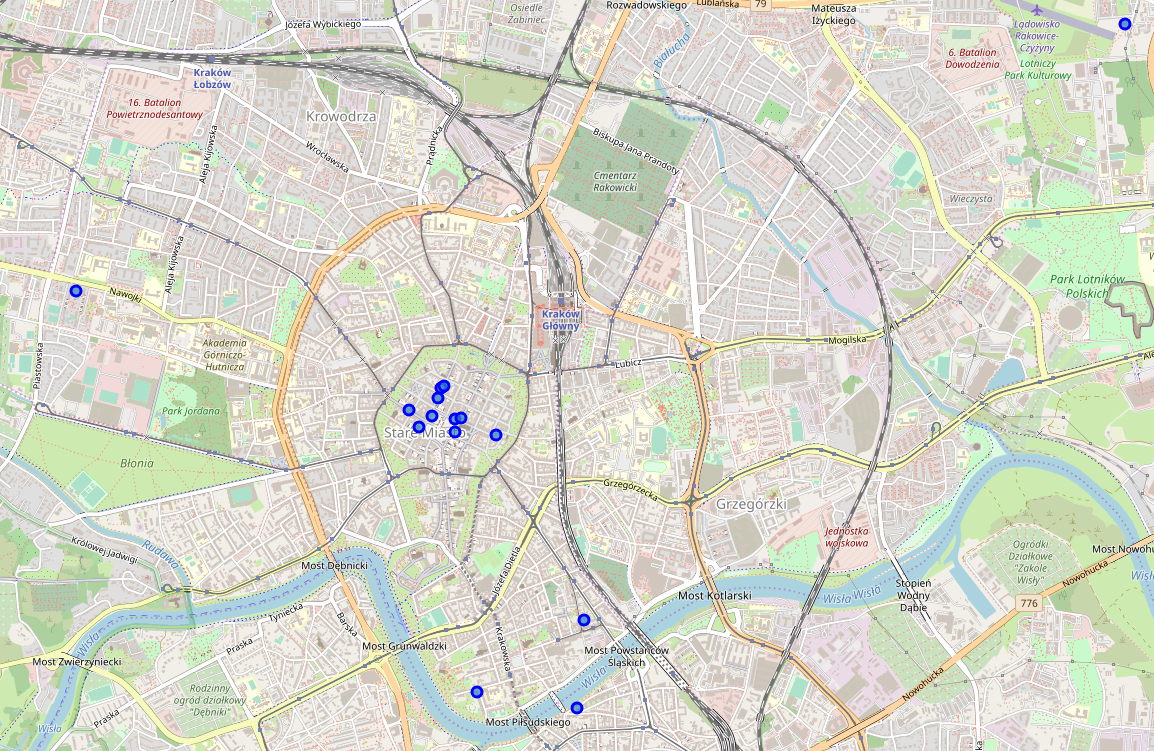 Rozwadowskiego
Lublańska
79
Mateusza
Iżyckiego
Osiedle
Żabiniec
Józefa Wybickiego
Lądowisko
Rakowice-
Czyżyny
Lotniczy
Park Kulturowy
6. Batalion
Dowodzenia
Białucha
Kraków
Łobzów
16. Batalion
Powietrznodesantowy
Krowodrza
Prądnicka
Wrocławska
Aleja Kijowska
Biskupa Jana Prandoty
Cmentarz
Rakowicki
Wieczysta
Aleja Kijowska
Park Lotników
Polskich
Nawojki
Kraków
Główny
Akademia
Górniczo-
Hutnicza
Mogilska
Lubicz
Piastowska
Park Jordana
Stare Miasto
Błonia
Grzegórzecka
Grzegórzki
Jednostka
wojskowa
Królowej Jadwigi
Rudawa
Most Dębnicki
Józefa Dietla
Ogródki
Działkowe
"Zakole
Wisły"
Most Nowohu
Nowohucka
776
Stopień
Wodny
Dąbie
Most Kotlarski
Wisła Wisła
Wisła
Tyniecka
Barska
Praska
Most Grunwaldzki
Krakowska
Most Powstańców
Śląskich
Wisła
Most Zwierzyniecki
Wisła
Rodzinny
ogród działkowy
"Dębniki"
Praska
Nowohucka
Most Piłsudskiego
Wisła